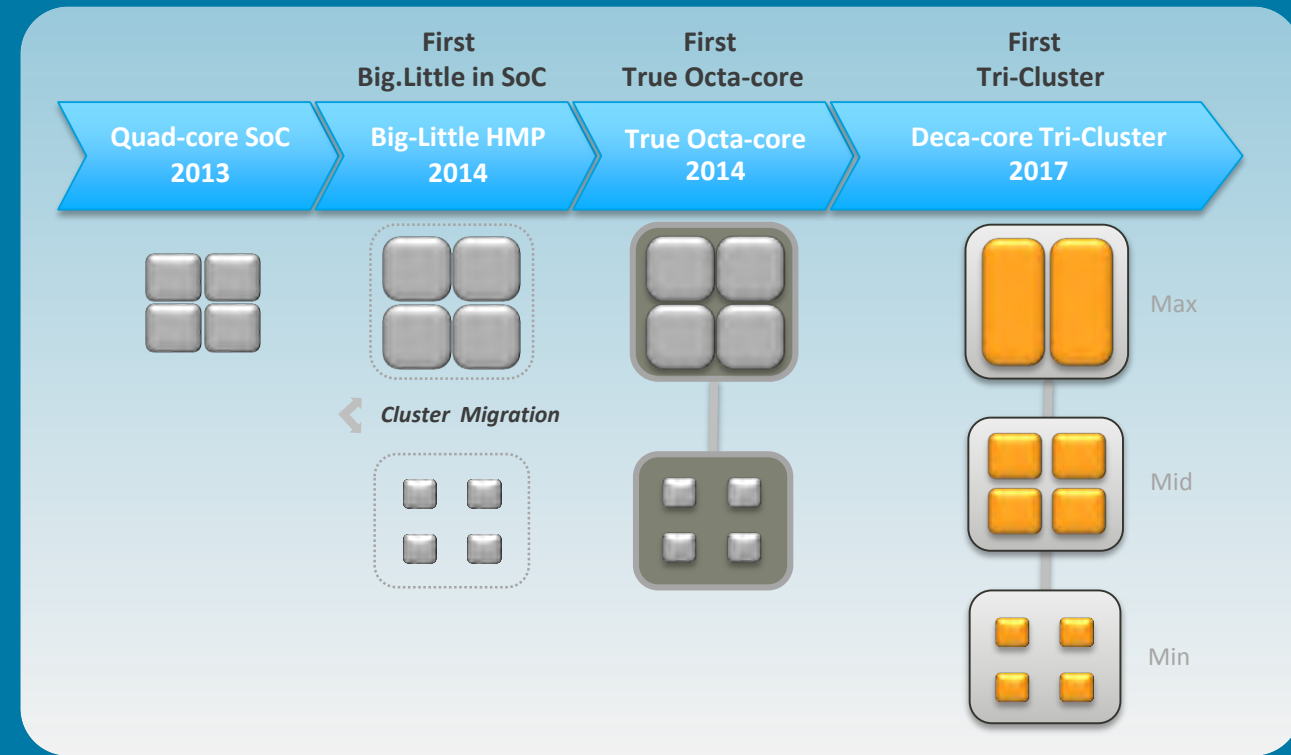 First
Big.Little in SoC
First
True Octa-core
First
Tri-Cluster
Quad-core SoC
2013
Big-Little HMP
2014
True Octa-core
2014
Deca-core Tri-Cluster
2017
Max
Cluster Migration
Mid
Min